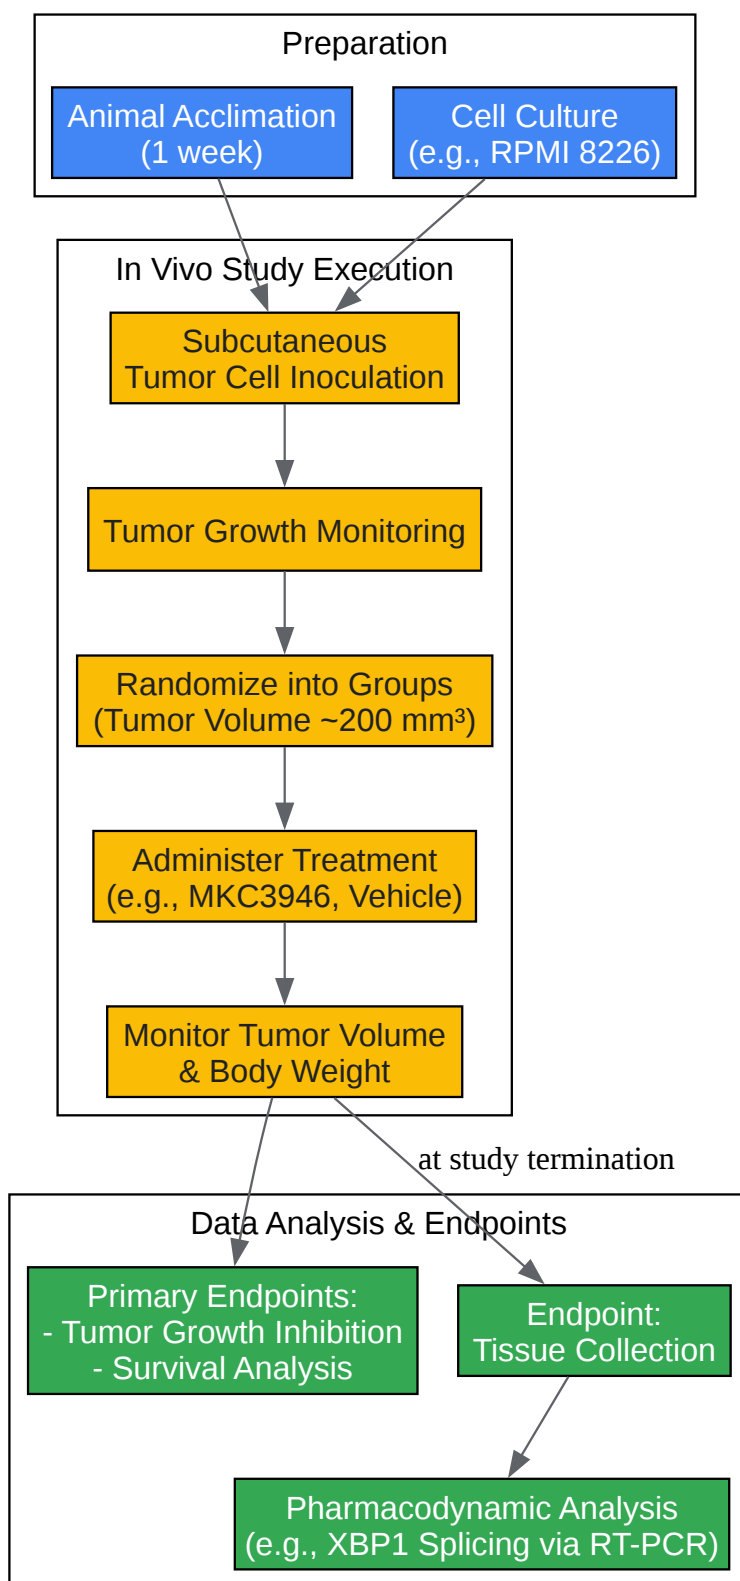 Preparation
Animal Acclimation
(1 week)
Cell Culture
(e.g., RPMI 8226)
In Vivo Study Execution
Subcutaneous
Tumor Cell Inoculation
Tumor Growth Monitoring
Randomize into Groups
(Tumor Volume ~200 mm³)
Administer Treatment
(e.g., MKC3946, Vehicle)
Monitor Tumor Volume
& Body Weight
at study termination
Data Analysis & Endpoints
Primary Endpoints:
- Tumor Growth Inhibition
- Survival Analysis
Endpoint:
Tissue Collection
Pharmacodynamic Analysis
(e.g., XBP1 Splicing via RT-PCR)